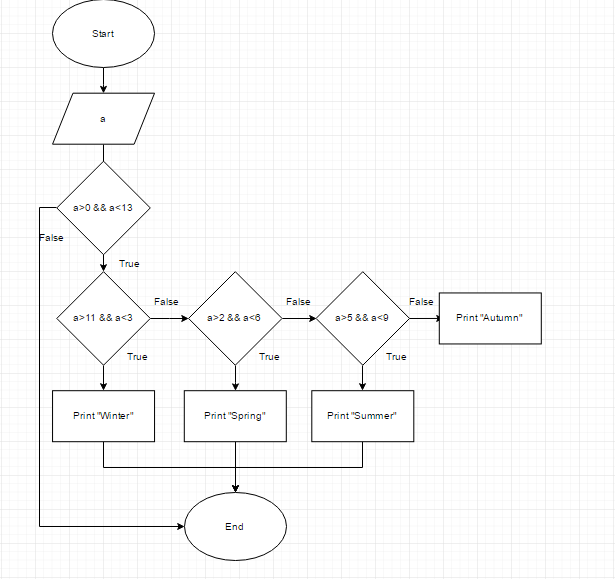 Start
a
a>0 && a<13
False
True
a>11 && a<3
False
a>2 && a<6
False
a>5 && a<9
False
Print "Autumn"
True
True
True
Print "Winter"
Print "Spring"
Print "Summer"
End